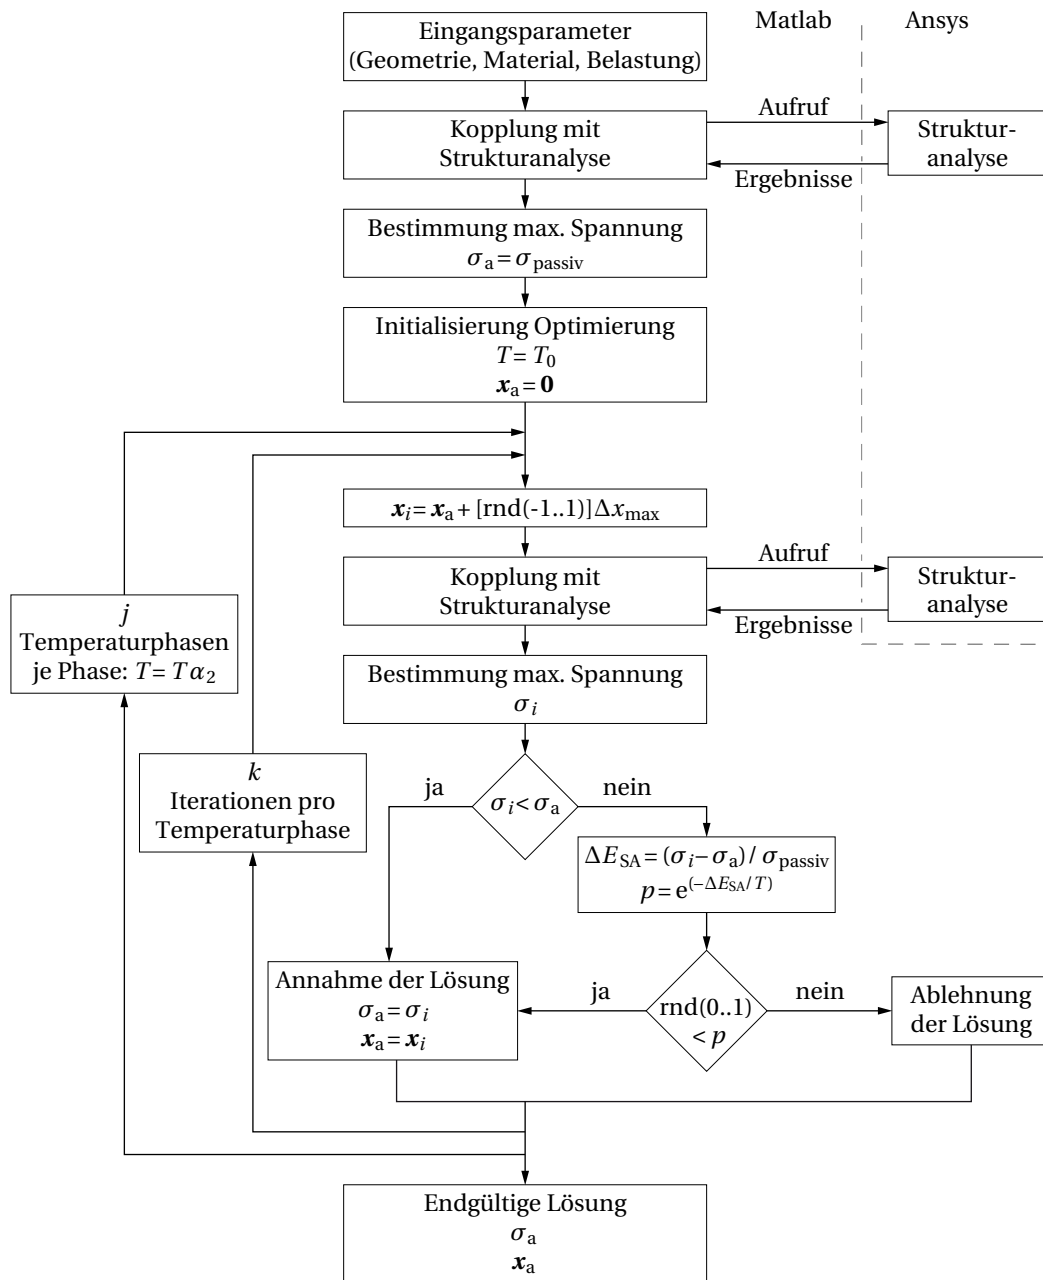 Matlab
Ansys
Eingangsparameter
(Geometrie, Material, Belastung)
Kopplung mit
Strukturanalyse
Aufruf
Ergebnisse
Struktur-
analyse
Bestimmung max. Spannung
σa = σpassiv
Initialisierung Optimierung
T = T0
xa = 0
xi = xa + [rnd(-1..1)] Δxmax
Kopplung mit
Strukturanalyse
Aufruf
Ergebnisse
Struktur-
analyse
j
Temperaturphasen
je Phase: T = T α2
Bestimmung max. Spannung
σi
k
Iterationen pro
Temperaturphase
ja
σi < σa
nein
ΔESA = (σi − σa) / σpassiv
p = e(−ΔESA/T)
Annahme der Lösung
σa = σi
xa = xi
ja
rnd(0..1)
< p
nein
Ablehnung
der Lösung
Endgültige Lösung
σa
xa